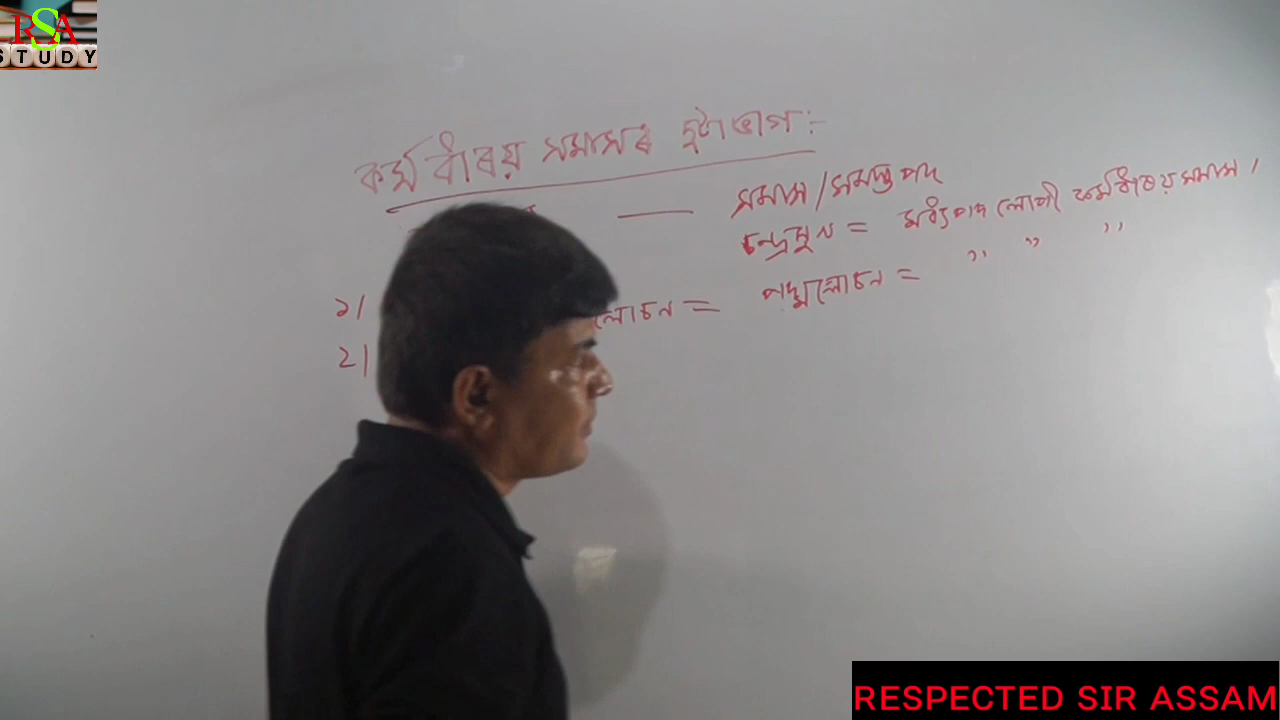 RSA
STUDY
কৰ্মধাৰয় সমাসৰ ভাগ :-
— সমাস / সমস্ত পদ
চন্দ্ৰমুখ = মধ্যপদ লোপী কৰ্মধাৰয় সমাস ।
১। লোচন = পদ্মলোচন = ,, ,, ,,
২।
RESPECTED SIR ASSAM